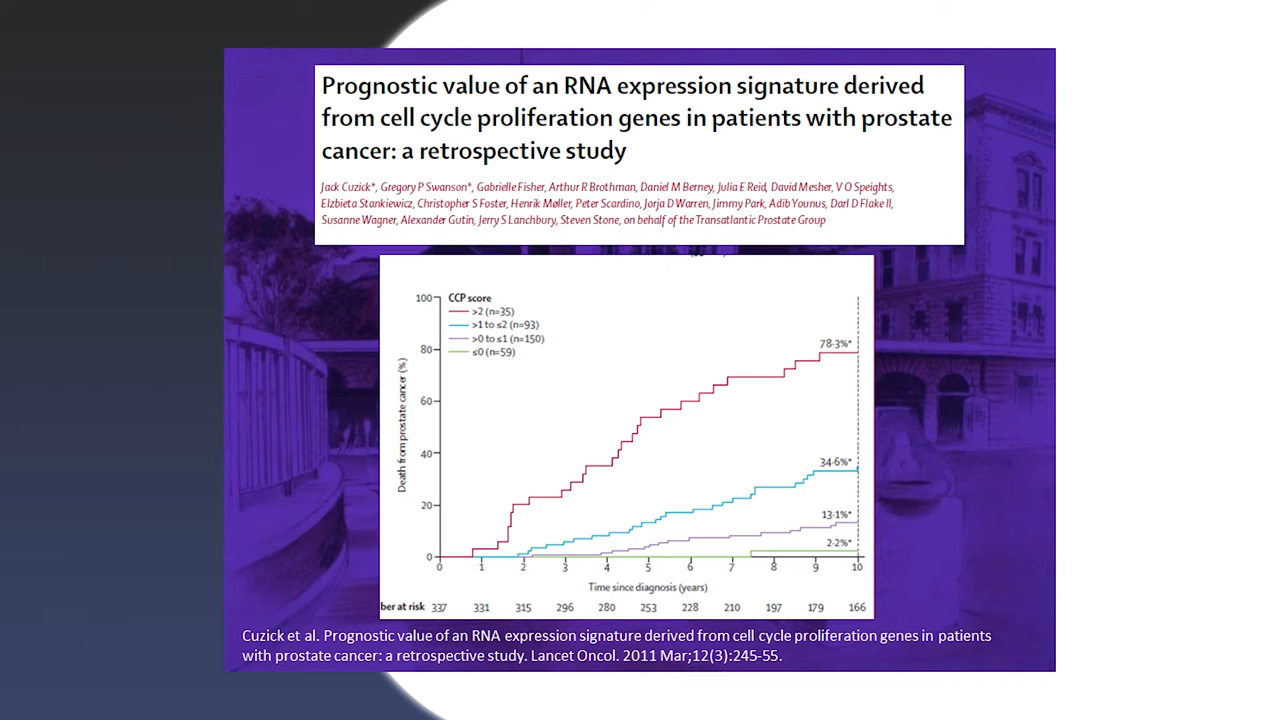 Prognostic value of an RNA expression signature derived
from cell cycle proliferation genes in patients with prostate
cancer: a retrospective study
Jack Cuzick*, Gregory P Swanson*, Gabrielle Fisher, Arthur R Brothman, Daniel M Berney, Julia E Reid, David Mesher, V O Speights,
Elzbieta Stankiewicz, Christopher S Foster, Henrik Møller, Peter Scardino, Jorja D Warren, Jimmy Park, Adib Younus, Darl D Flake II,
Susanne Wagner, Alexander Gutin, Jerry S Lanchbury, Steven Stone, on behalf of the Transatlantic Prostate Group
CCP score
>2 (n=35)
>1 to ≤2 (n=93)
>0 to ≤1 (n=150)
≤0 (n=59)
Death from prostate cancer (%)
100
80
60
40
20
0
78·3%*
34·6%*
13·1%*
2·2%*
0 1 2 3 4 5 6 7 8 9 10
Time since diagnosis (years)
ber at risk 337 331 315 296 280 253 228 210 197 179 166
Cuzick et al. Prognostic value of an RNA expression signature derived from cell cycle proliferation genes in patients
with prostate cancer: a retrospective study. Lancet Oncol. 2011 Mar;12(3):245-55.